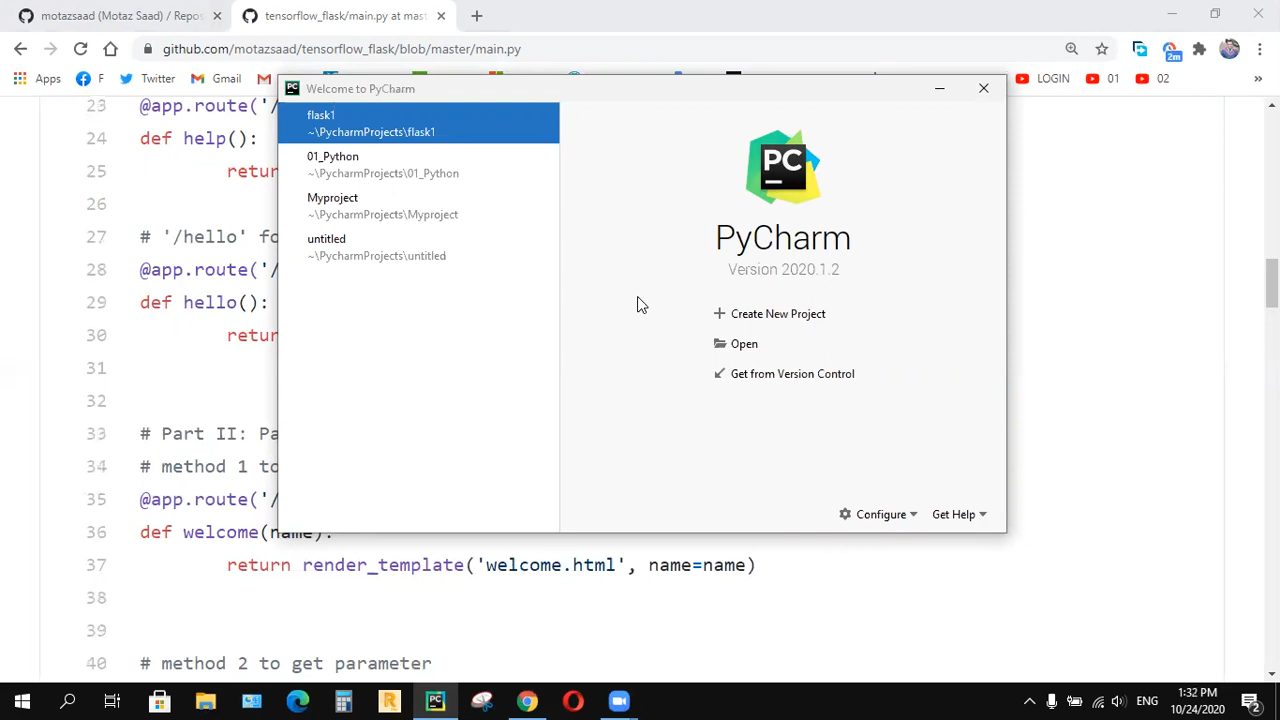 motazsaad (Motaz Saad) / Repos
tensorflow_flask/main.py at mast
github.com/motazsaad/tensorflow_flask/blob/master/main.py
2m
Apps
F
Twitter
Gmail
LOGIN
01
02
»
23 @app.route('/
24 def help():
25 retur
26
27 # '/hello' fo
28 @app.route('/
29 def hello():
30 retur
31
32
33 # Part II: Pa
34 # method 1 to
35 @app.route('/
36 def welcome(name):
37 return render_template('welcome.html', name=name)
38
39
40 # method 2 to get parameter
PC
Welcome to PyCharm
flask1
~\PycharmProjects\flask1
01_Python
~\PycharmProjects\01_Python
Myproject
~\PycharmProjects\Myproject
untitled
~\PycharmProjects\untitled
PC
PyCharm
Version 2020.1.2
Create New Project
Open
Get from Version Control
Configure
Get Help
R
PC
ENG
1:32 PM
10/24/2020
2